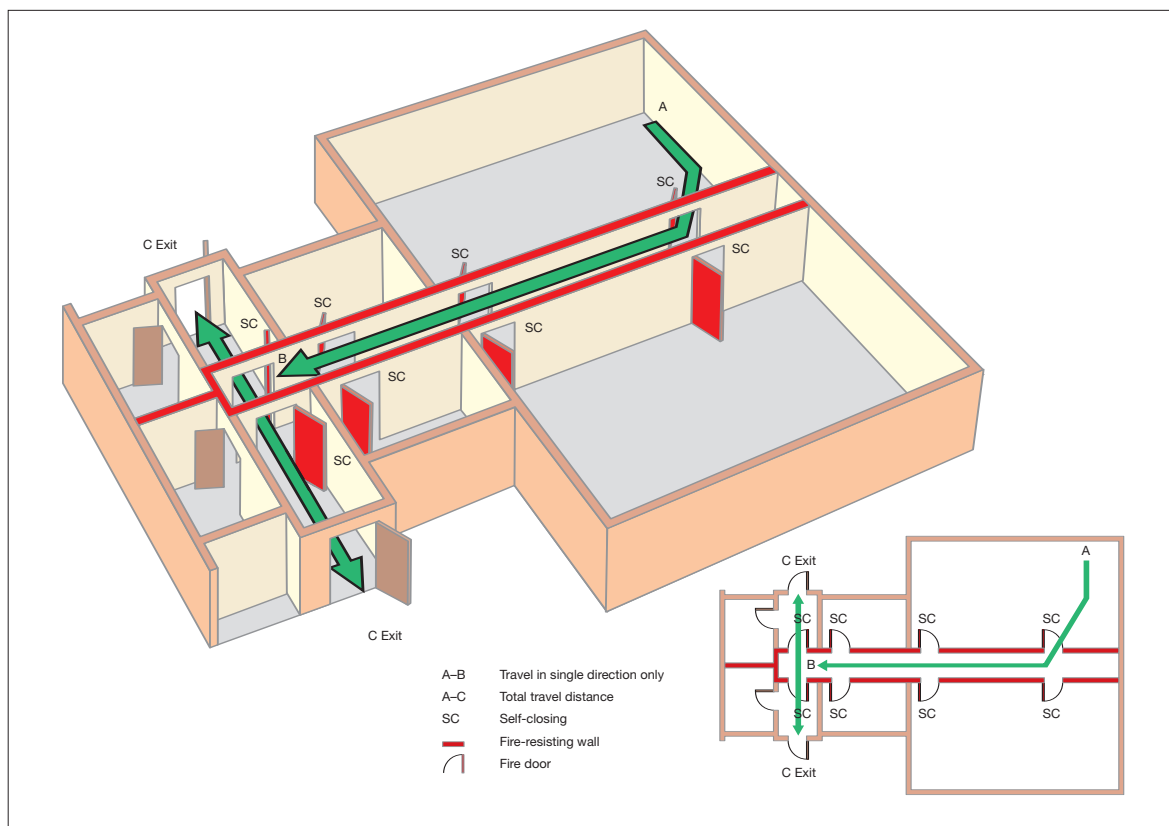 A
SC
C Exit
SC
SC
SC
SC
B
SC
SC
SC
C Exit
A–B Travel in single direction only
A–C Total travel distance
SC Self-closing
Fire-resisting wall
Fire door
C Exit
A
SC SC SC SC
B
SC SC SC SC
C Exit